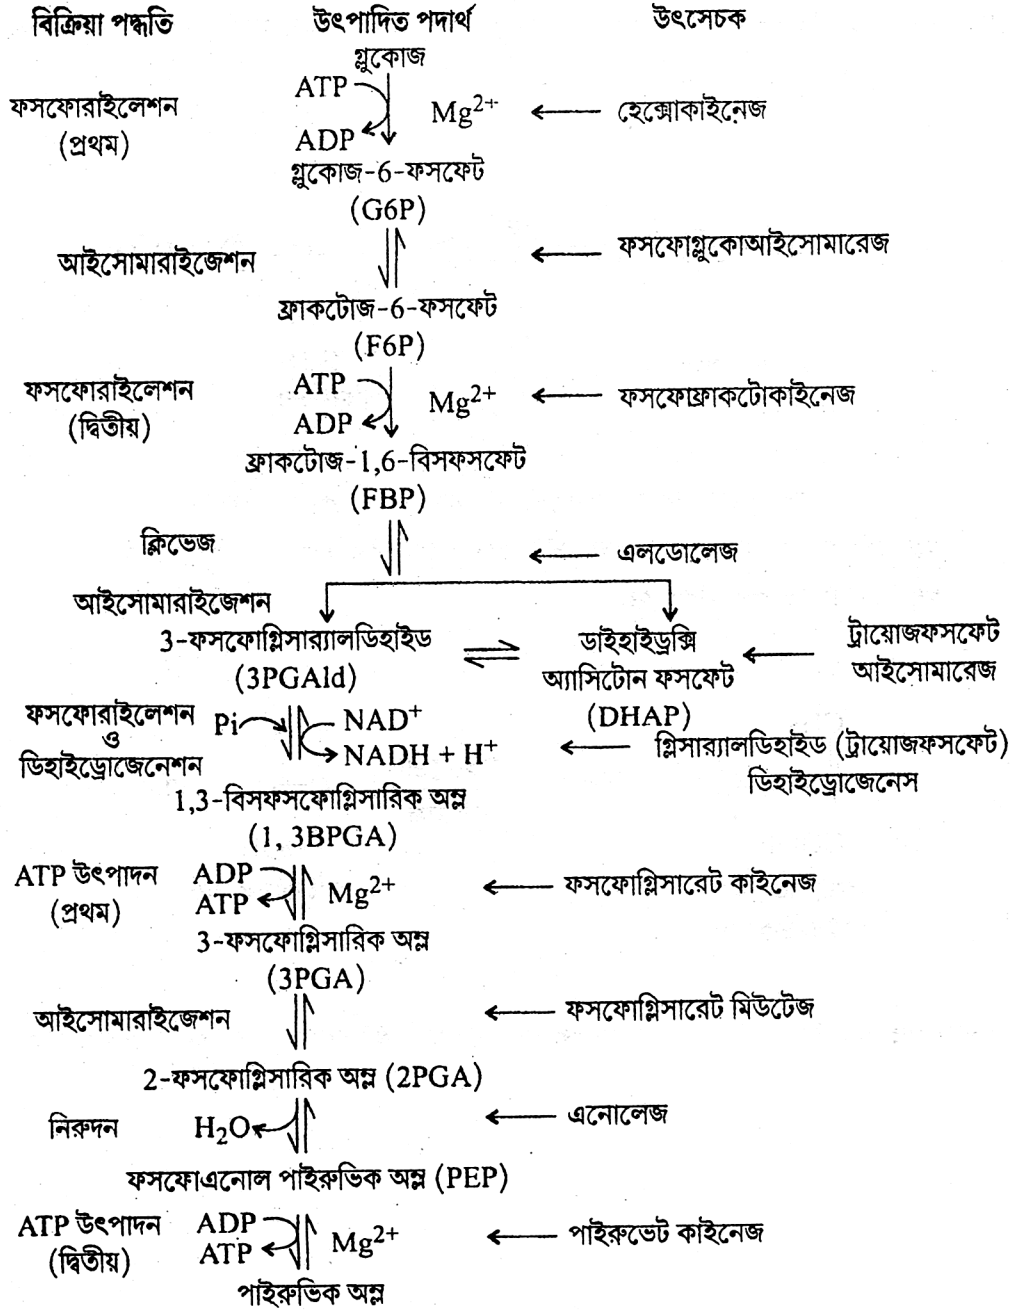 বিক্রিয়া পদ্ধতি উৎপাদিত পদার্থ উৎসেচক
গ্লুকোজ
ফসফোরাইলেশন ATP Mg2+ হেক্সোকাইনেজ
(প্রথম) ADP
গ্লুকোজ-6-ফসফেট
(G6P)
আইসোমারাইজেশন ফসফোগ্লুকোআইসোমারেজ
ফ্রাকটোজ-6-ফসফেট
(F6P)
ফসফোরাইলেশন ATP Mg2+ ফসফোফ্রাকটোকাইনেজ
(দ্বিতীয়) ADP
ফ্রাকটোজ-1,6-বিসফসফেট
(FBP)
ক্লিভেজ এলডোলেজ
আইসোমারাইজেশন
3-ফসফোগ্লিসার‍্যালডিহাইড ডাইহাইড্রক্সি ট্রায়োজফসফেট
(3PGAld) অ্যাসিটোন ফসফেট আইসোমারেজ
(DHAP)
ফসফোরাইলেশন Pi NAD+
ও
ডিহাইড্রোজেনেশন NADH + H+ গ্লিসার‍্যালডিহাইড (ট্রায়োজফসফেট)
ডিহাইড্রোজেনেস
1,3-বিসফসফোগ্লিসারিক অম্ল
(1, 3BPGA)
ATP উৎপাদন ADP Mg2+ ফসফোগ্লিসারেট কাইনেজ
(প্রথম) ATP
3-ফসফোগ্লিসারিক অম্ল
(3PGA)
আইসোমারাইজেশন ফসফোগ্লিসারেট মিউটেজ
2-ফসফোগ্লিসারিক অম্ল (2PGA)
নিরুদন H2O এনোলেজ
ফসফোএনোল পাইরুভিক অম্ল (PEP)
ATP উৎপাদন ADP Mg2+ পাইরুভেট কাইনেজ
(দ্বিতীয়) ATP
পাইরুভিক অম্ল